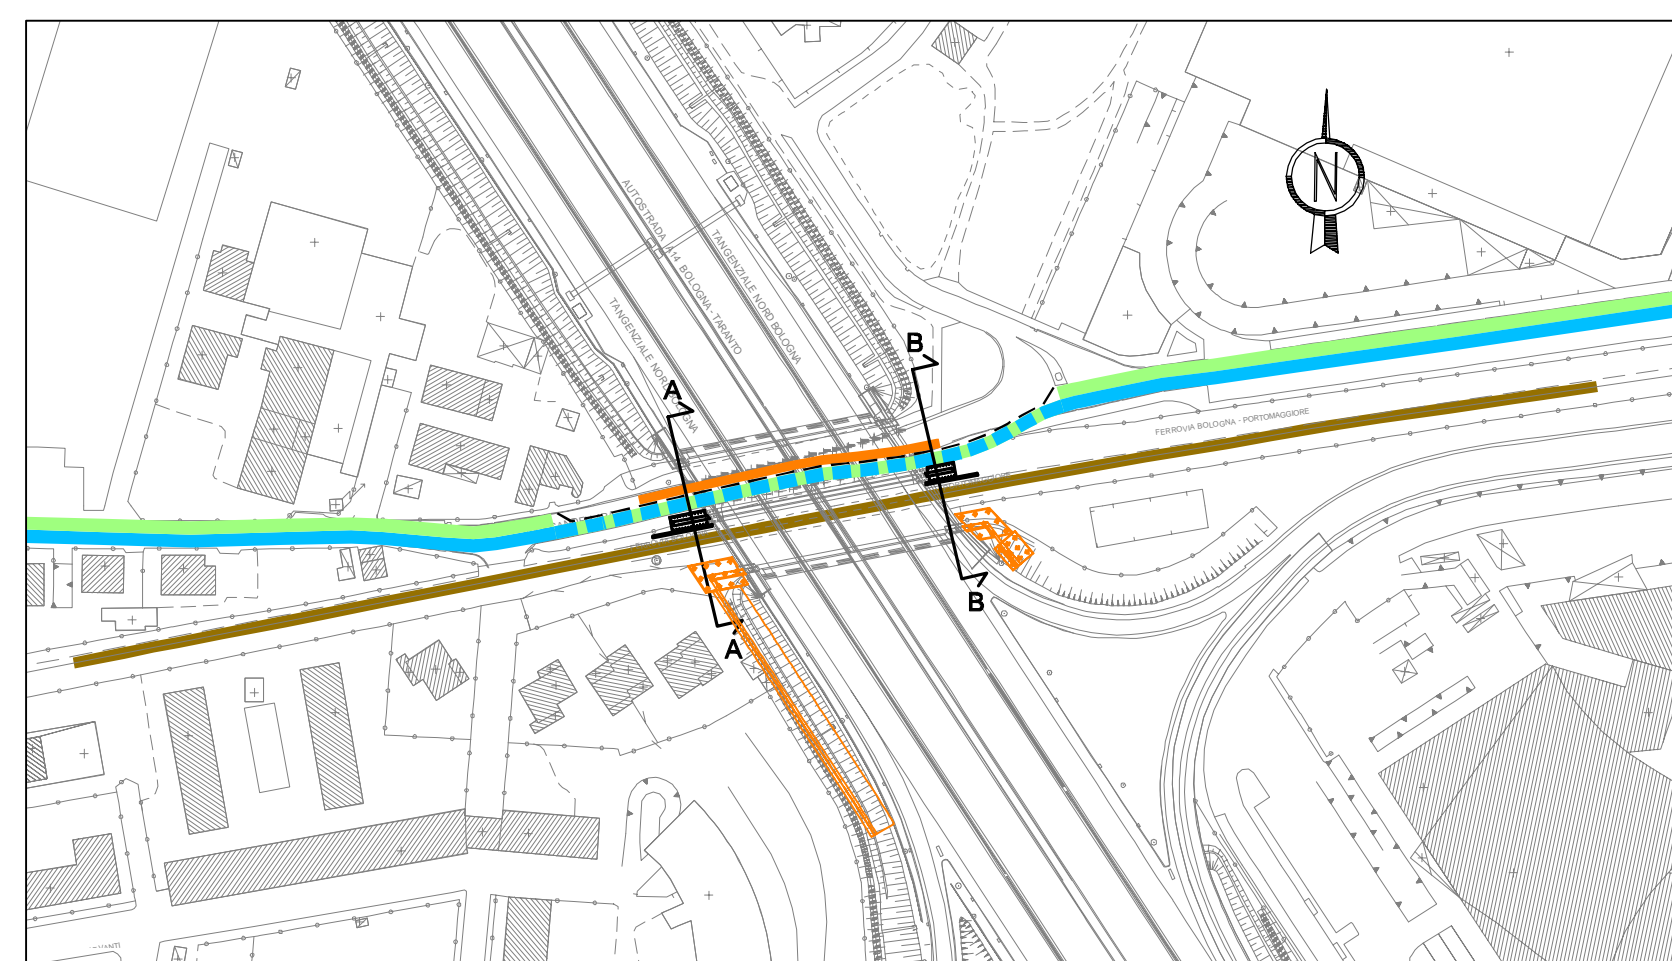 N
AUTOSTRADA A14 BOLOGNA - TARANTO
TANGENZIALE NORD BOLOGNA
TANGENZIALE NORD BOLOGNA
B
A
FERROVIA BOLOGNA - PORTOMAGGIORE
B
A